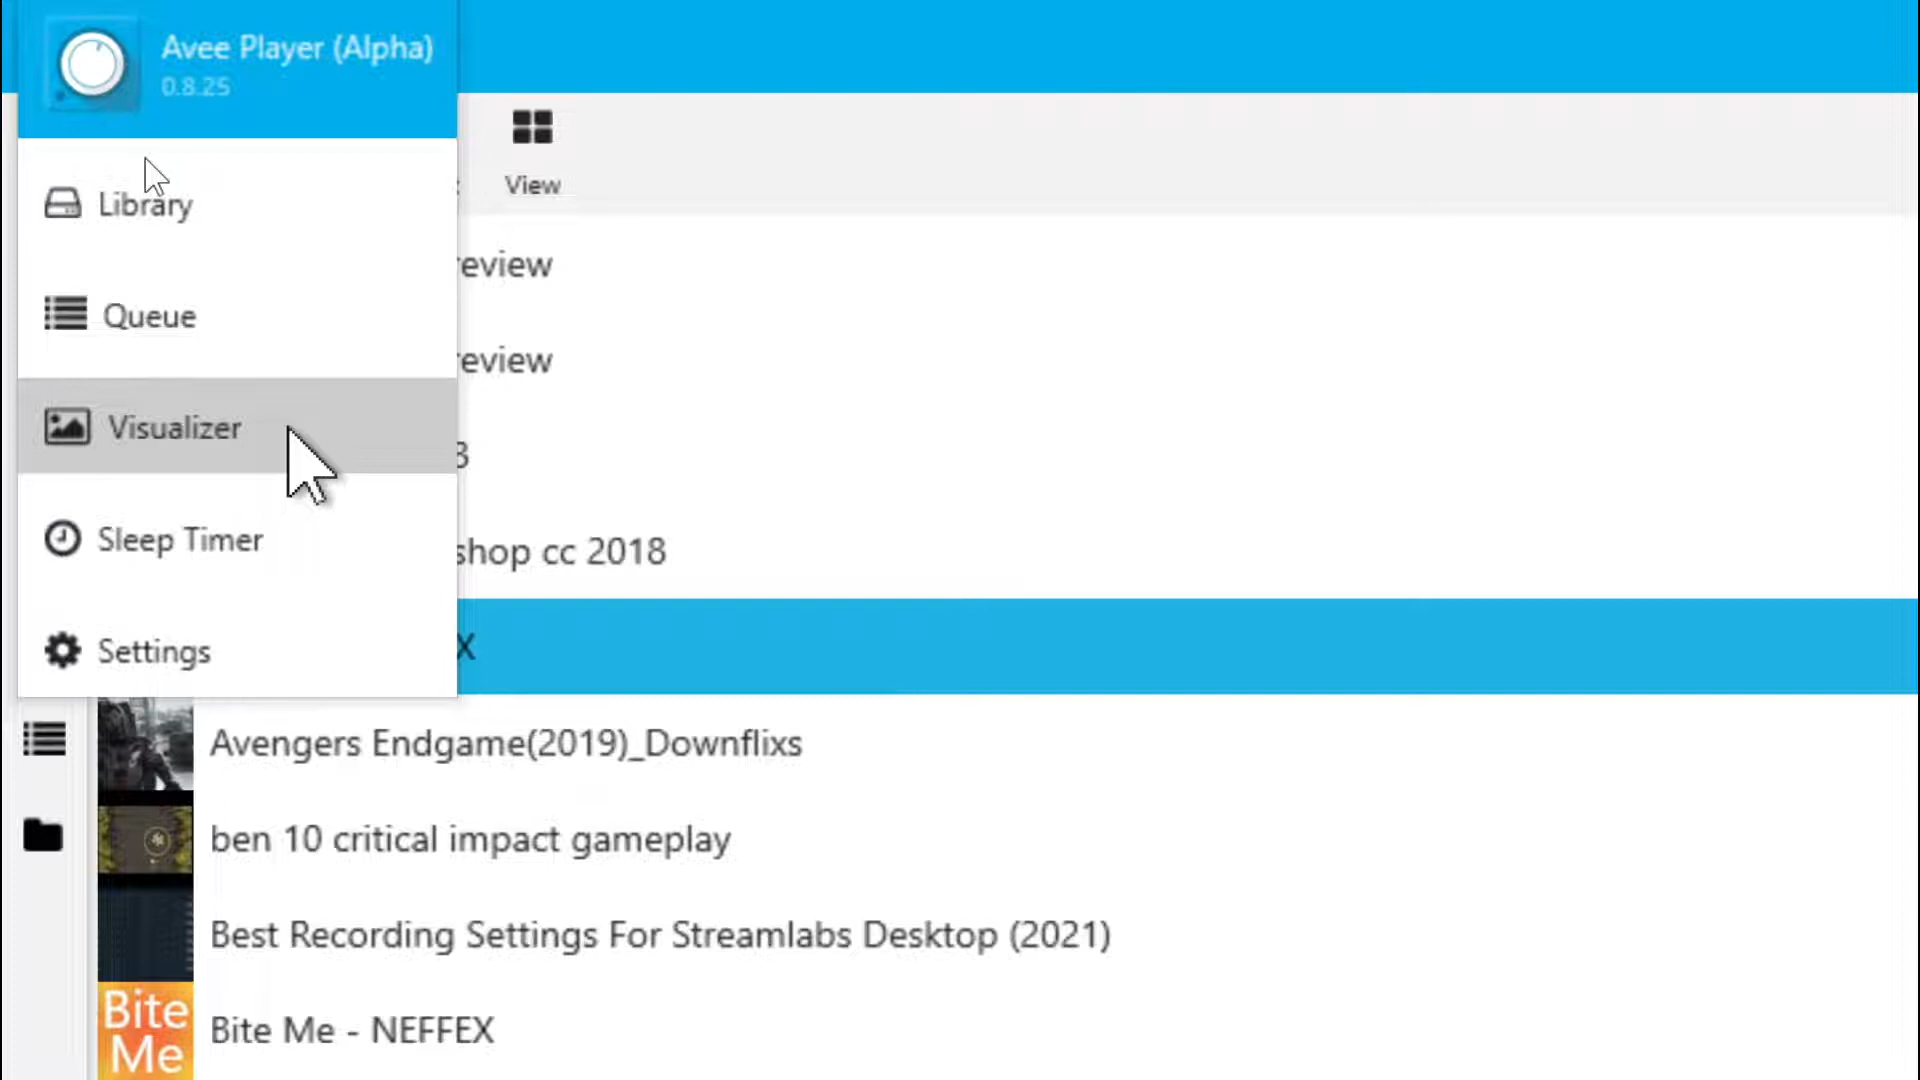 Avee Player (Alpha)
0.8.25
View
Library
eview
Queue
eview
Visualizer
3
Sleep Timer
shop cc 2018
Settings
X
Avengers Endgame(2019)_Downflixs
ben 10 critical impact gameplay
Best Recording Settings For Streamlabs Desktop (2021)
Bite
Me
Bite Me - NEFFEX